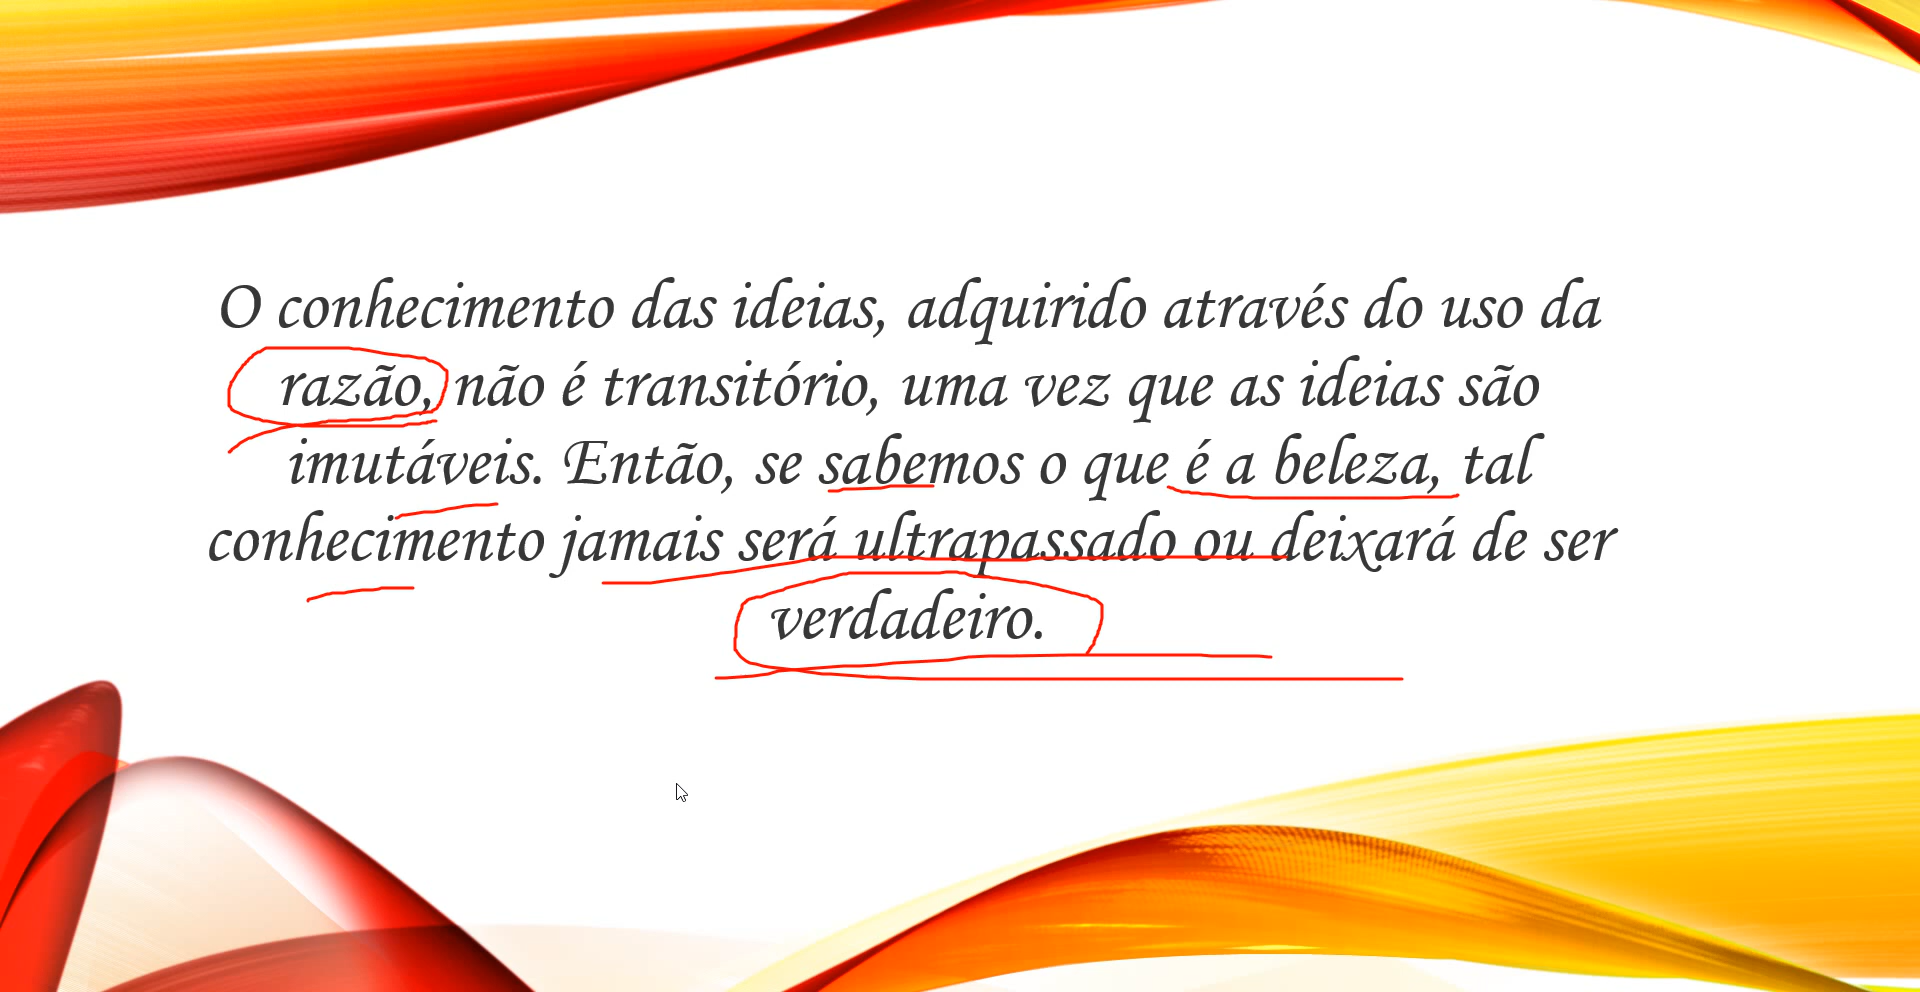 O conhecimento das ideias, adquirido através do uso da
razão, não é transitório, uma vez que as ideias são
imutáveis. Então, se sabemos o que é a beleza, tal
conhecimento jamais será ultrapassado ou deixará de ser
verdadeiro.